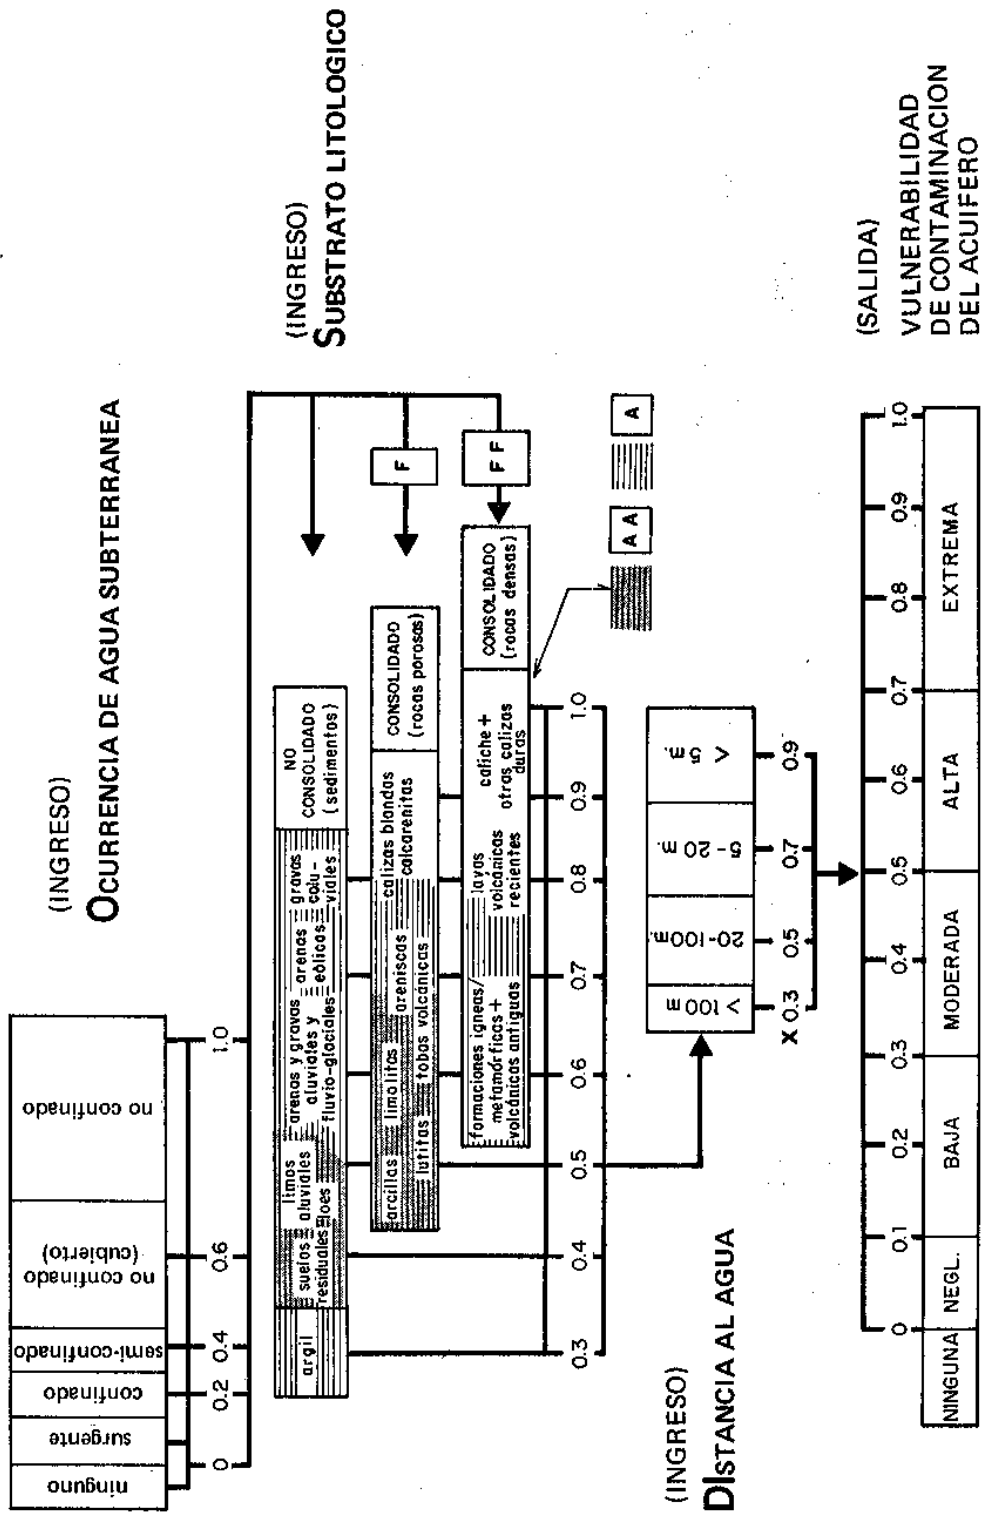 (INGRESO)
OCURRENCIA DE AGUA SUBTERRANEA
ninguno
surgente
confinado
semi-confinado
no confinado
(cubierto)
no confinado
0
0.2
0.4
0.6
1.0
(INGRESO)
SUBSTRATO LITOLOGICO
F
F F
argil
suelos
residuales
limos
aluviales
loes
arenas y gravas
aluviales y
fluvio-glaciales
arenas
eòlicas
gravas
colu-
viales
NO
CONSOLIDADO
(sedimentos)
arcillas
lutitas
limolitas
areniscas
tobas volcánicas
calizas blandas
calcarenitas
CONSOLIDADO
(rocas porosas)
formaciones igneas/
metamórficas +
volcánicas antiguas
lavas
volcánicas
recientes
caliche +
otras calizas
duras
CONSOLIDADO
(rocas densas)
A A
A
0.3
0.4
0.5
0.6
0.7
0.8
0.9
1.0
(INGRESO)
DISTANCIA AL AGUA
> 100 m
20-100m.
5-20 m.
<
5m.
X 0.3
0.5
0.7
0.9
(SALIDA)
VULNERABILIDAD
DE CONTAMINACION
DEL ACUIFERO
0
0.1
0.2
0.3
0.4
0.5
0.6
0.7
0.8
0.9
1.0
NINGUNA
NEGL.
BAJA
MODERADA
ALTA
EXTREMA